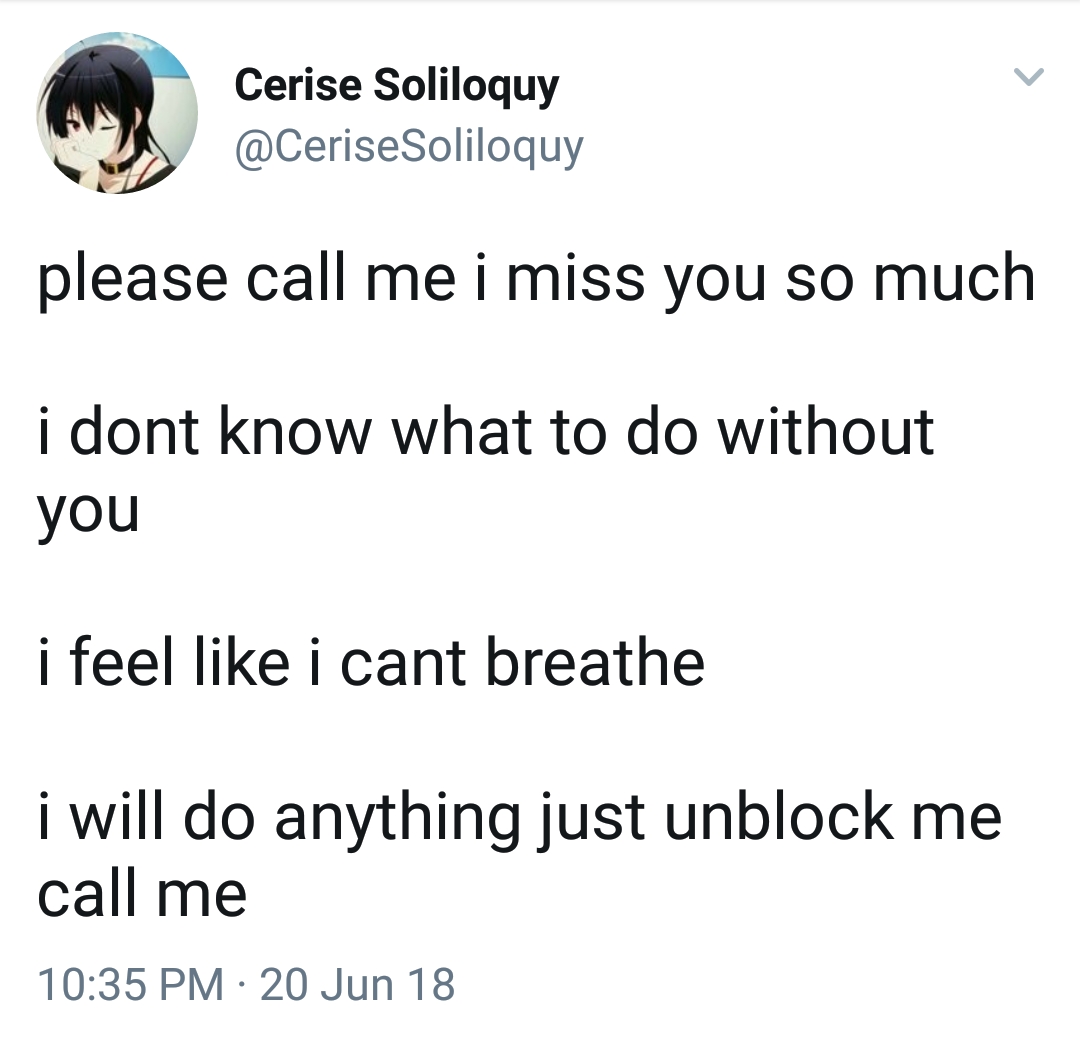 Cerise Soliloquy
@CeriseSoliloquy
please call me i miss you so much
i dont know what to do without
you
i feel like i cant breathe
i will do anything just unblock me
call me
10:35 PM · 20 Jun 18